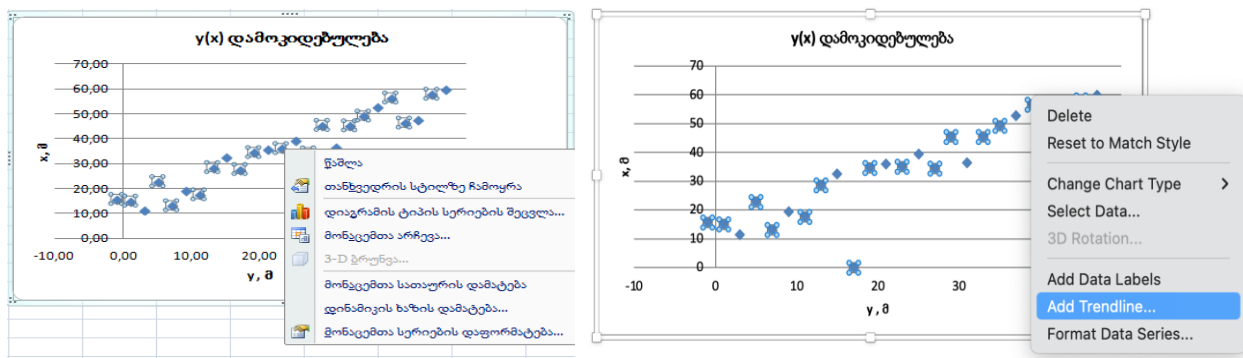 y(x) დამოკიდებულება
70,00
60,00
50,00
40,00
30,00
20,00
10,00
0,00
-10,00
0,00
10,00
20,00
x, მ
y , მ
წაშლა
თანხვედრის სტილზე ჩამოყრა
დიაგრამის ტიპის სერიების შეცვლა...
მონაცემთა არჩევა...
3-D ბრუნვა...
მონაცემთა სათაურის დამატება
დინამიკის ხაზის დამატება...
მონაცემთა სერიების დაფორმატება...
y(x) დამოკიდებულება
70
60
50
40
30
20
10
0
-10
0
10
20
30
x, მ
y , მ
Delete
Reset to Match Style
Change Chart Type
Select Data...
3D Rotation...
Add Data Labels
Add Trendline...
Format Data Series...